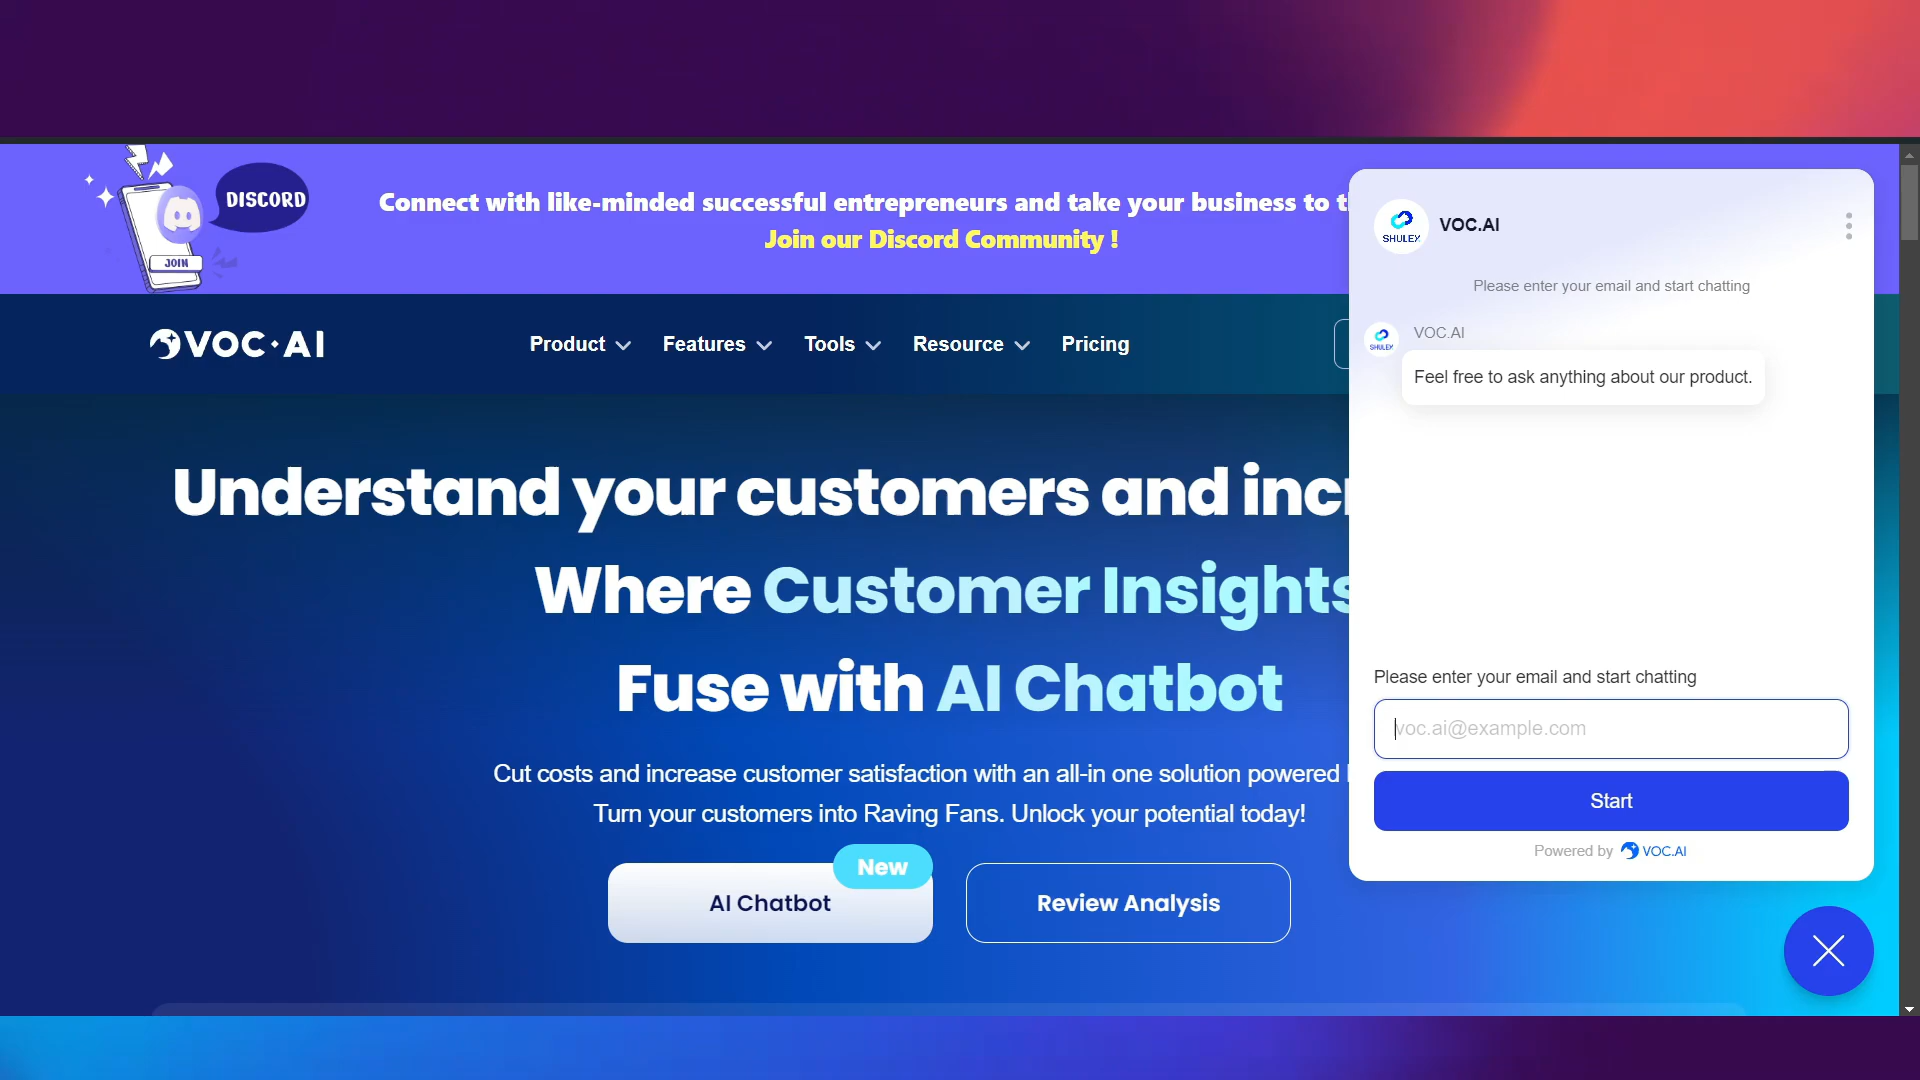 DISCORD
JOIN
Connect with like-minded successful entrepreneurs and take your business to
Join our Discord Community !
VOC.AI
Product
Features
Tools
Resource
Pricing
Understand your customers and
Where Customer Insights
Fuse with AI Chatbot
Cut costs and increase customer satisfaction with an all-in one solution powered
Turn your customers into Raving Fans. Unlock your potential today!
New
AI Chatbot
Review Analysis
SHULEX
VOC.AI
Please enter your email and start chatting
SHULEX
VOC.AI
Feel free to ask anything about our product.
Please enter your email and start chatting
voc.ai@example.com
Start
Powered by VOC.AI